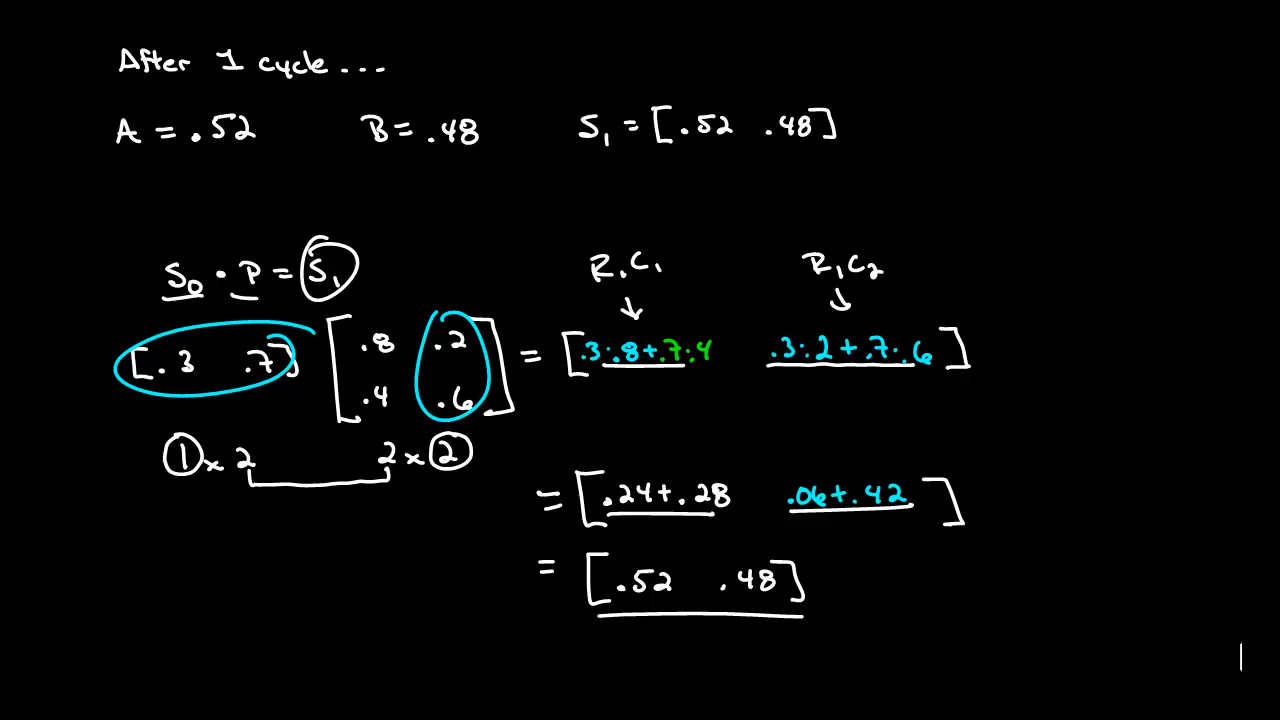 After 1 cycle...
A = .52 B = .48 S₁ = [.52 .48]
S₀ · P = S₁ R₁C₁ R₁C₂
[.3 .7] [.8 .2 = [.3·.8+.7·.4 .3·.2+.7·.6]
.4 .6]
1 x 2 2 x 2
= [.24+.28 .06+.42]
= [.52 .48]